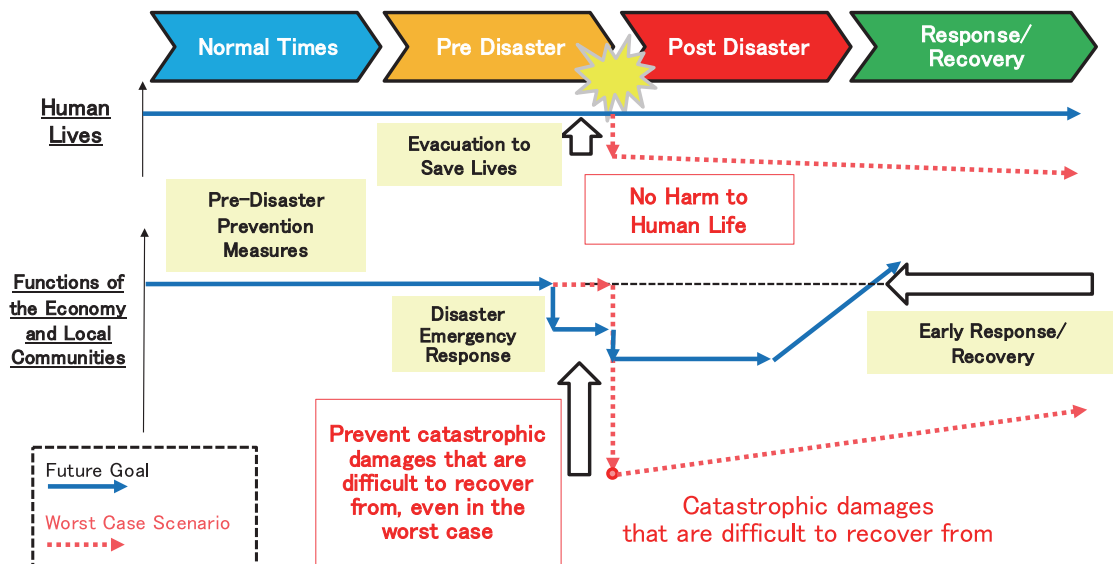 Normal Times
Pre Disaster
Post Disaster
Response/
Recovery
Human
Lives
Evacuation to
Save Lives
No Harm to
Human Life
Pre-Disaster
Prevention
Measures
Functions of
the Economy
and Local
Communities
Disaster
Emergency
Response
Early Response/
Recovery
Prevent catastrophic
damages that are
difficult to recover
from, even in the
worst case
Catastrophic damages
that are difficult to recover from
Future Goal
Worst Case Scenario